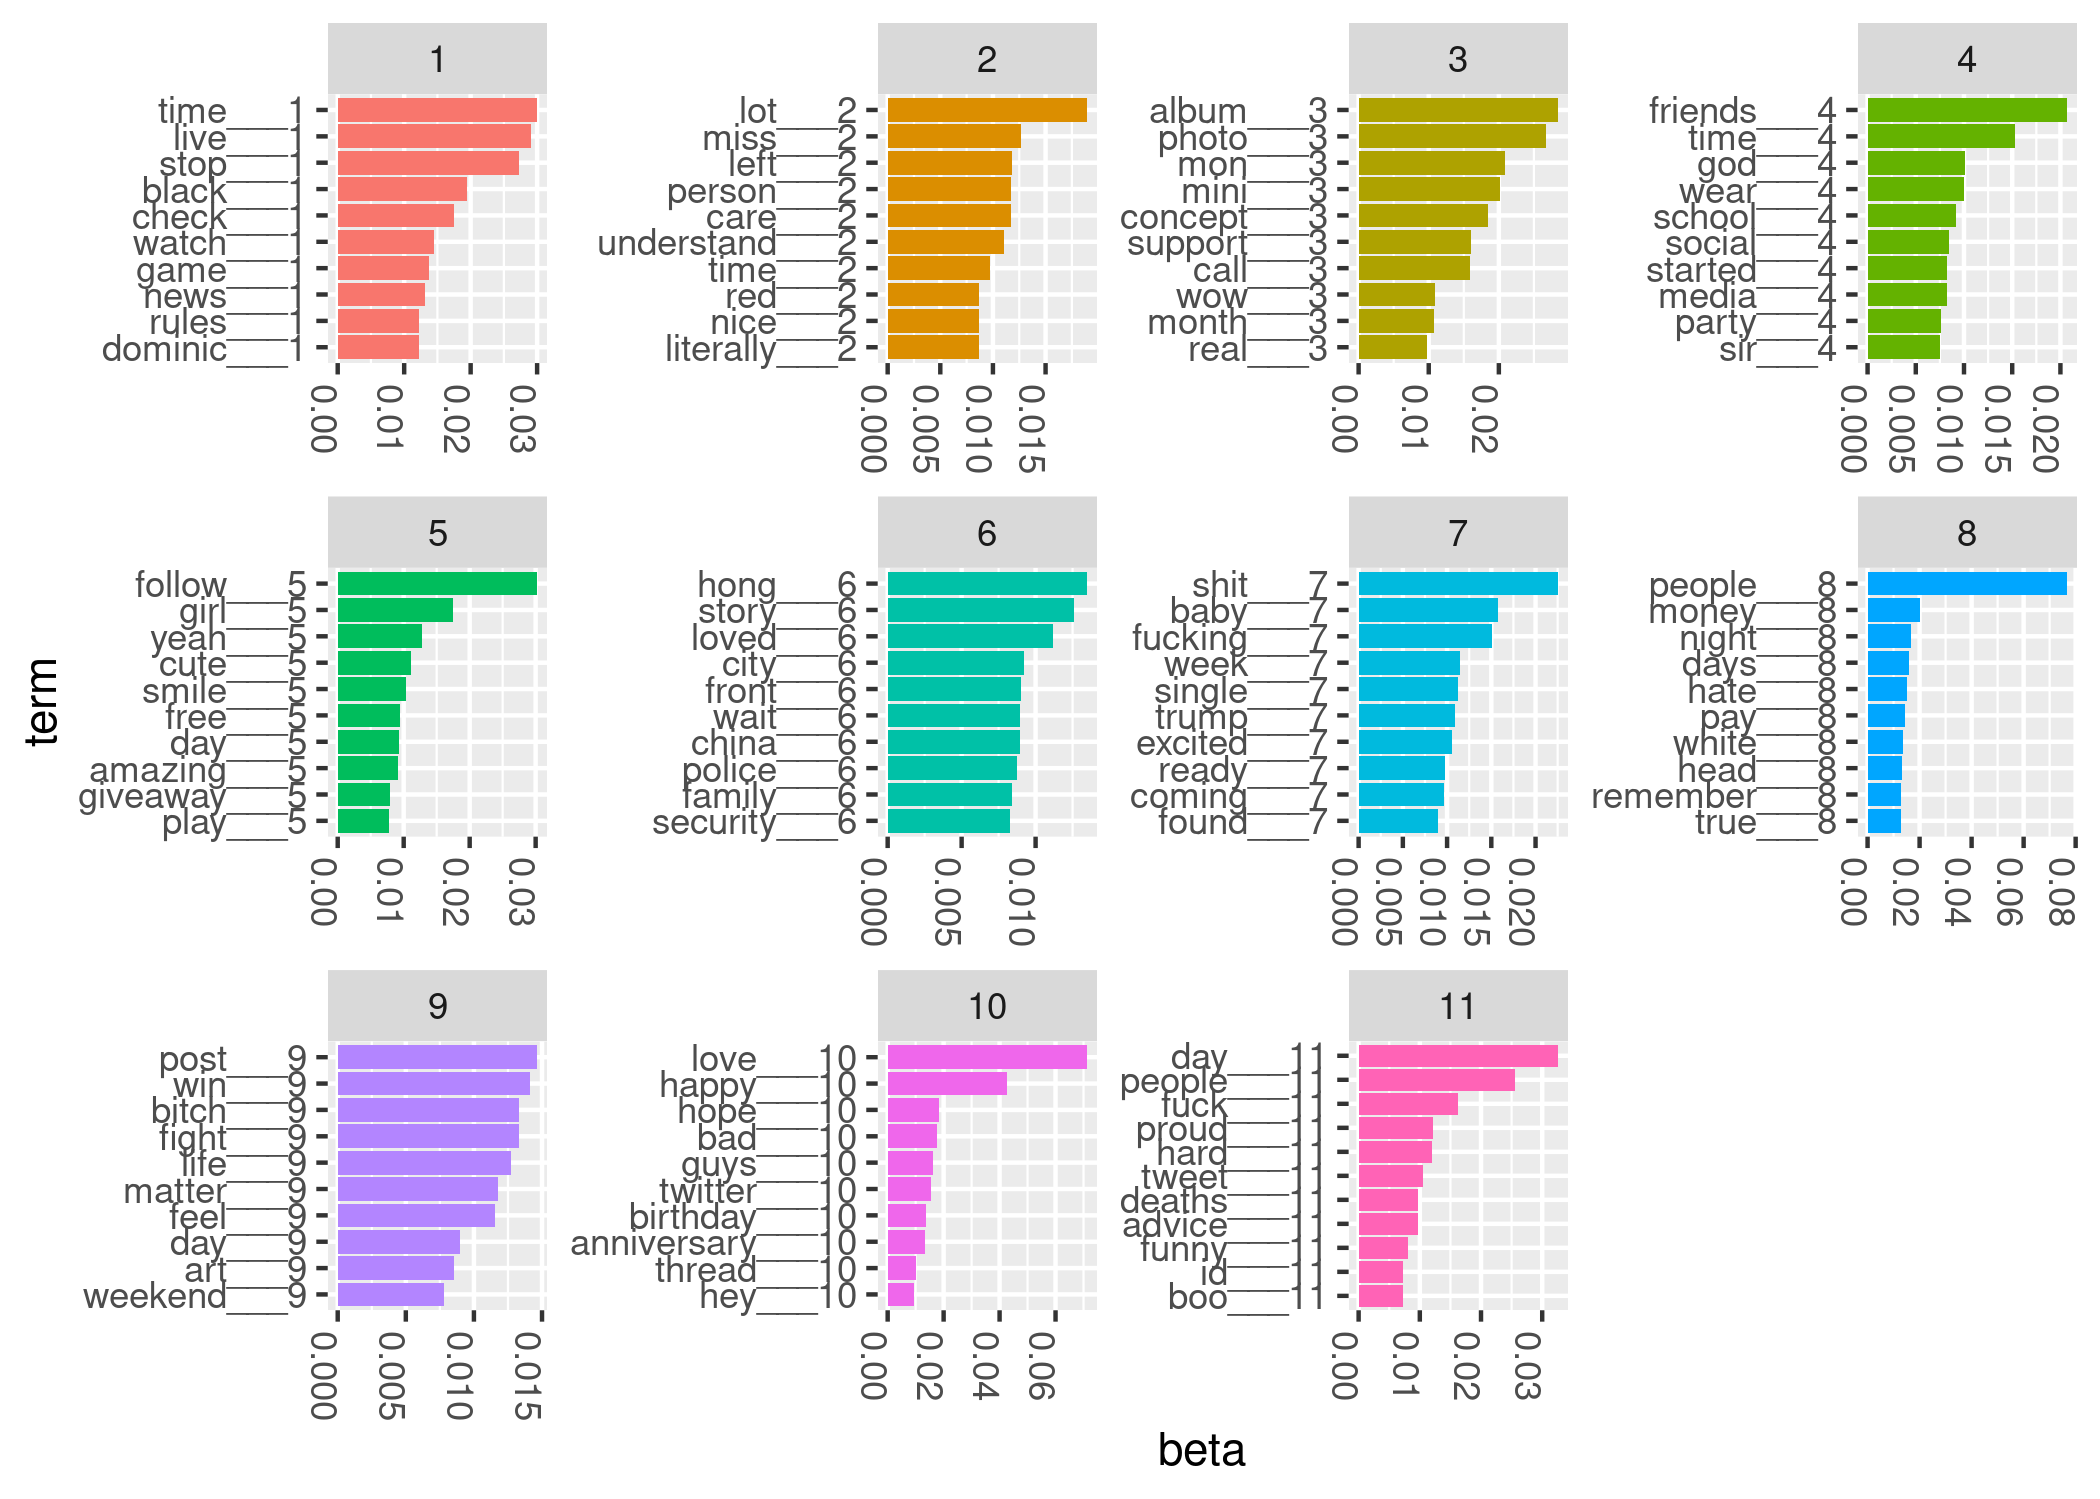 1
time___1
live___1
stop___1
black___1
check___1
watch___1
game___1
news___1
rules___1
dominic___1
0.00
0.01
0.02
0.03
2
lot___2
miss___2
left___2
person___2
care___2
understand___2
time___2
red___2
nice___2
literally___2
0.000
0.005
0.010
0.015
3
album___3
photo___3
mon___3
mini___3
concept___3
support___3
call___3
wow___3
month___3
real___3
0.00
0.01
0.02
4
friends___4
time___4
god___4
wear___4
school___4
social___4
started___4
media___4
party___4
sir___4
0.000
0.005
0.010
0.015
0.020
5
follow___5
girl___5
yeah___5
cute___5
smile___5
free___5
day___5
amazing___5
giveaway___5
play___5
0.00
0.01
0.02
0.03
6
hong___6
story___6
loved___6
city___6
front___6
wait___6
china___6
police___6
family___6
security___6
0.000
0.005
0.010
7
shit___7
baby___7
fucking___7
week___7
single___7
trump___7
excited___7
ready___7
coming___7
found___7
0.000
0.005
0.010
0.015
0.020
8
people___8
money___8
night___8
days___8
hate___8
pay___8
white___8
head___8
remember___8
true___8
0.00
0.02
0.04
0.06
0.08
9
post___9
win___9
bitch___9
fight___9
life___9
matter___9
feel___9
day___9
art___9
weekend___9
0.000
0.005
0.010
0.015
10
love___10
happy___10
hope___10
bad___10
guys___10
twitter___10
birthday___10
anniversary___10
thread___10
hey___10
0.00
0.02
0.04
0.06
11
day___11
people___11
fuck___11
proud___11
hard___11
tweet___11
deaths___11
advice___11
funny___11
id___11
boo___11
0.00
0.01
0.02
0.03
term
beta